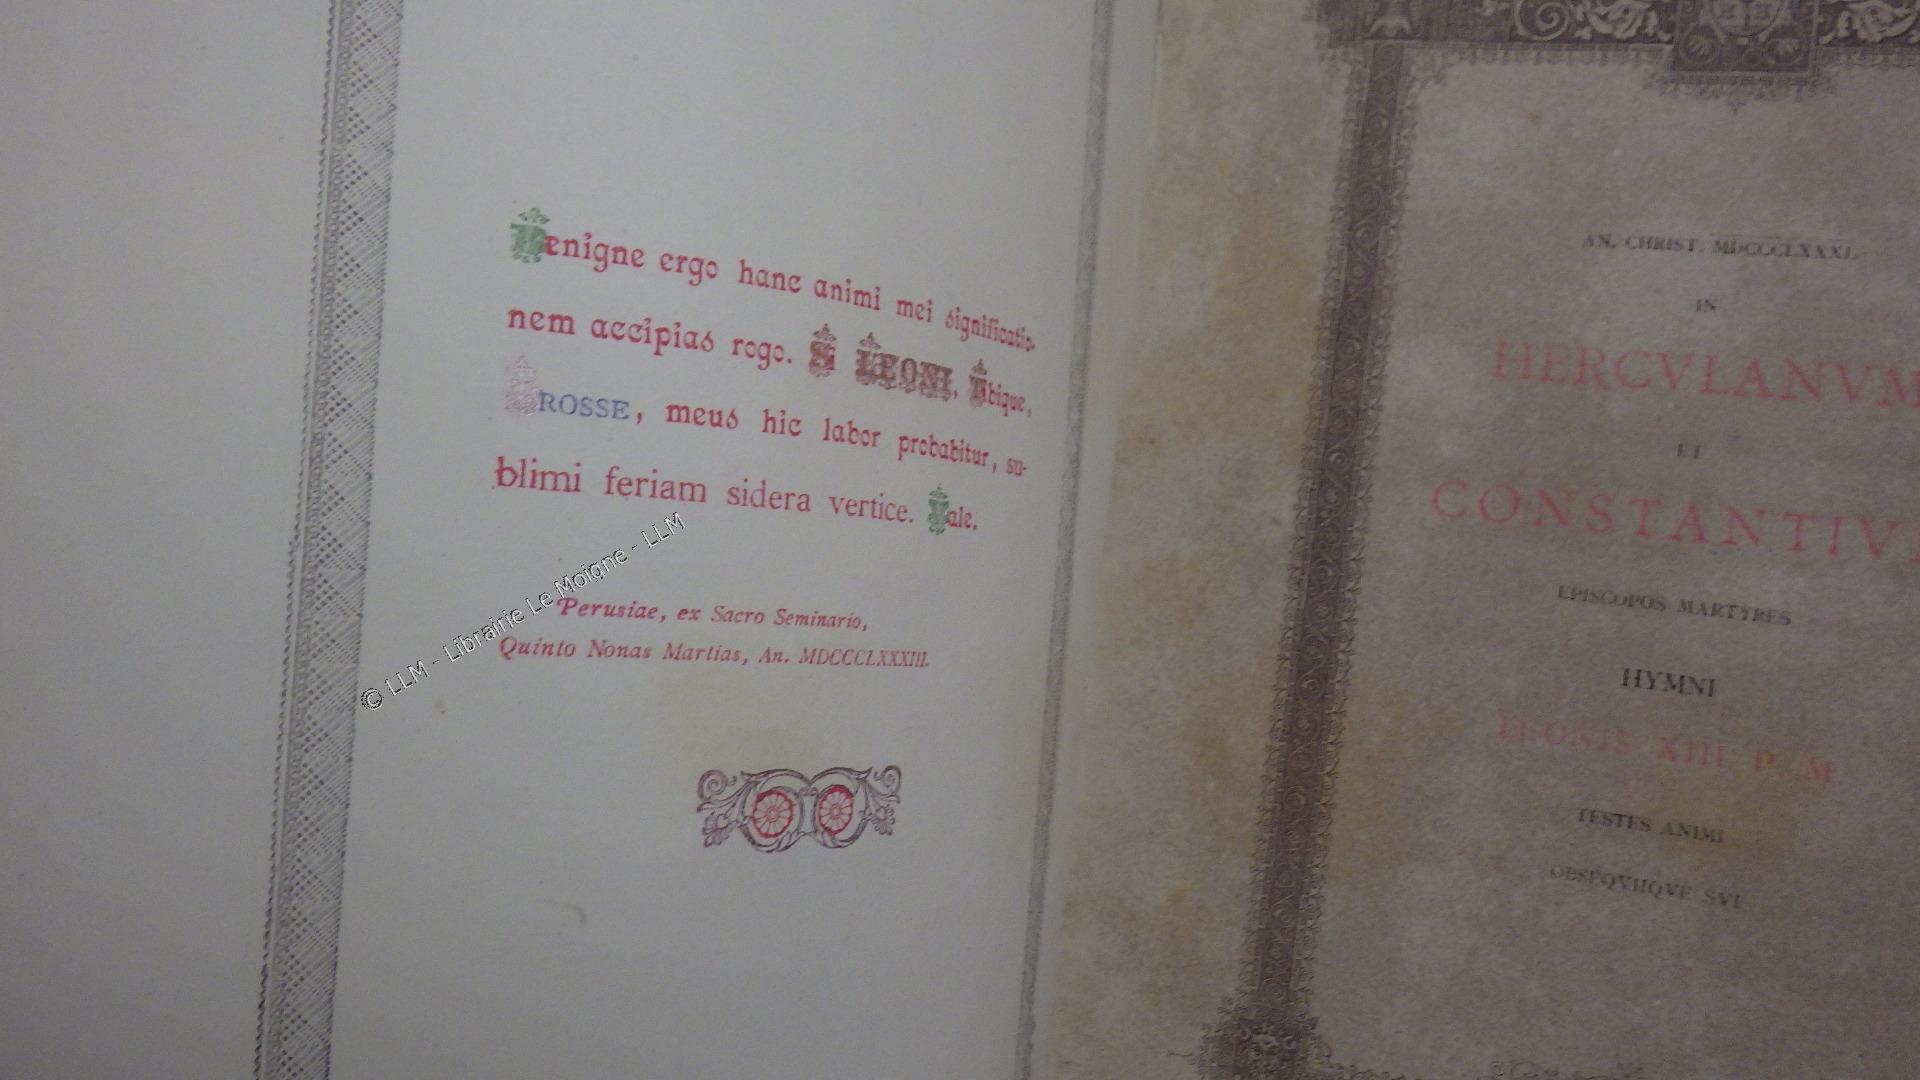 Benigne ergo hanc animi mei significatio-
nem accipias rogo. Si LEONI, Tibique,
BROSSE, meus hic labor probabitur, su-
blimi feriam sidera vertice. Vale.
Perusiae, ex Sacro Seminario,
Quinto Nonas Martias, An. MDCCCLXXXIII.
© LLM - Librairie Le Moigne - LLM
AN. CHRIST. MDCCCLXXXI.
IN
HERCVLANVM
ET
CONSTANTIVM
EPISCOPOS MARTYRES
HYMNI
LEONIS XIII P. M.
TESTES ANIMI
OBSEQVIIQVE SVI